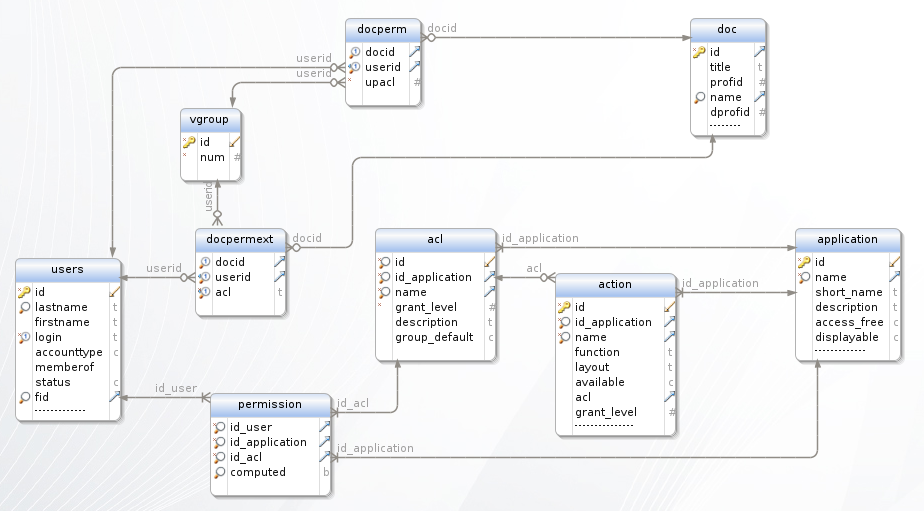 docperm
docid
userid #
upacl #
docid
doc
id
title t
profid #
name
dprofid #
userid
userid
vgroup
id
num #
userid
docpermext
docid
userid
acl t
docid
userid
acl
id
id_application
name
grant_level #
description t
group_default c
id_application
acl
action
id
id_application
name
function t
layout t
available c
acl
grant_level #
id_application
application
id
name
short_name t
description t
access_free c
displayable c
users
id
lastname t
firstname t
login t
accounttype c
memberof
status c
fid
id_user
permission
id_user
id_application
id_acl
computed b
id_acl
id_application